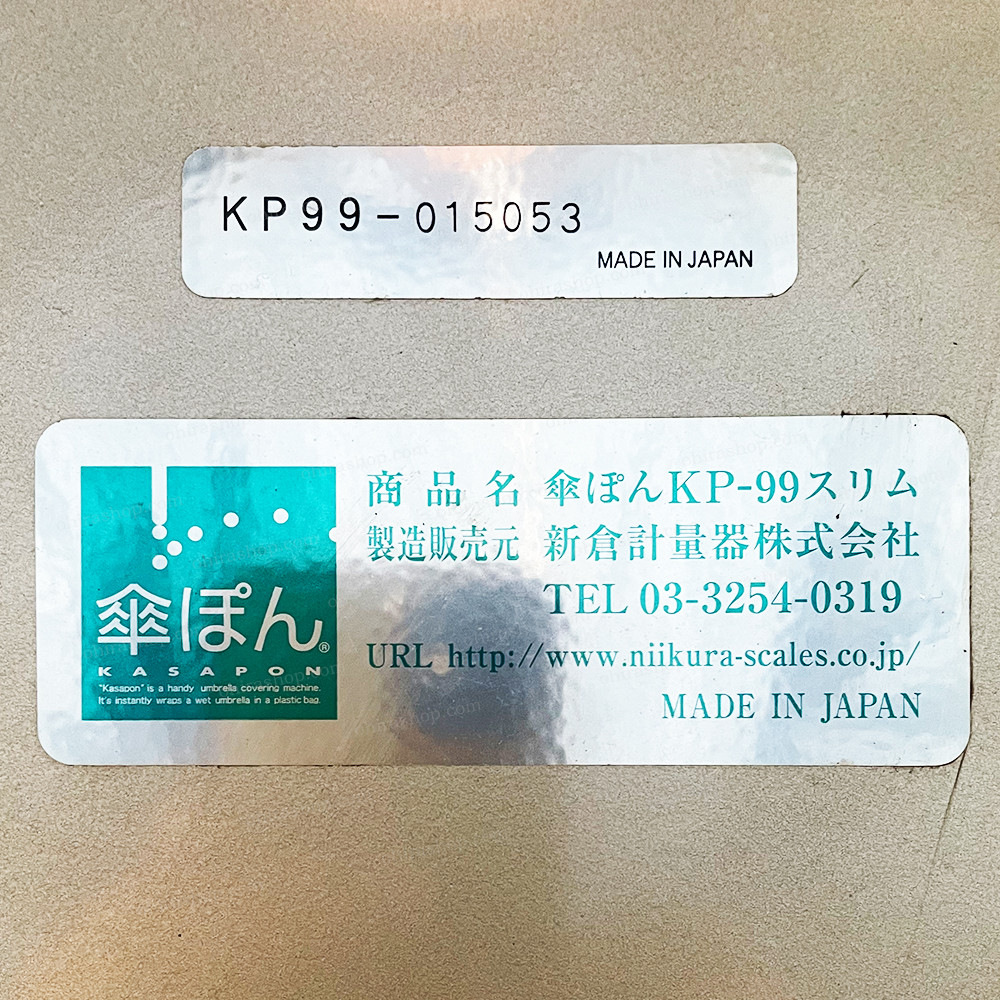 KP99-015053
MADE IN JAPAN
傘ぽん®
KASAPON
"Kasapon" is a handy umbrella covering machine.
It's instantly wraps a wet umbrella in a plastic bag.
商品名 傘ぽんKP-99スリム
製造販売元 新倉計量器株式会社
TEL 03-3254-0319
URL http://www.niikura-scales.co.jp/
MADE IN JAPAN